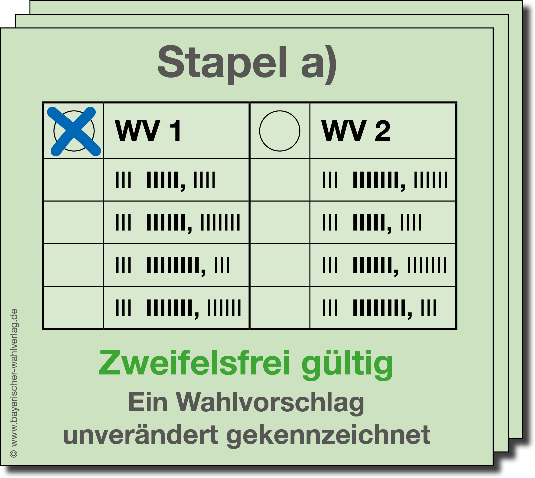 Stapel a)
WV 1 WV 2
Zweifelsfrei gültig
Ein Wahlvorschlag
unverändert gekennzeichnet
© www.bayerischer-wahlverlag.de